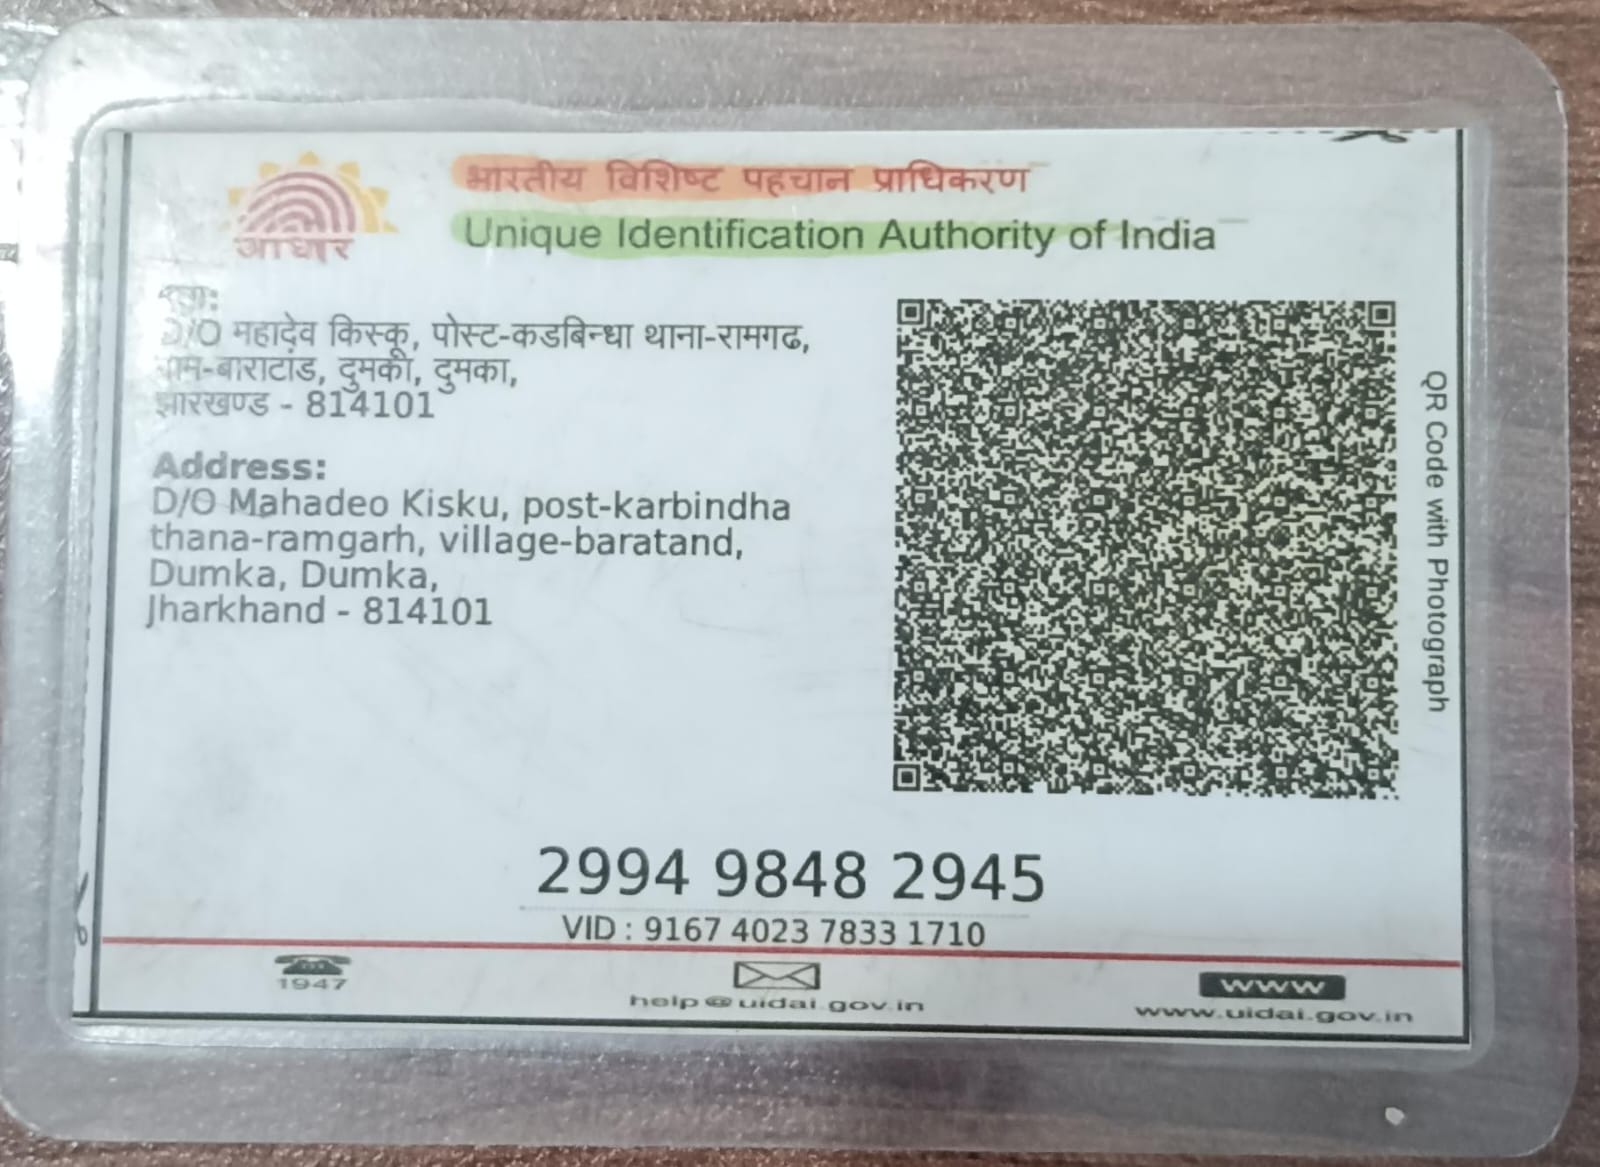 आधार
भारतीय विशिष्ट पहचान प्राधिकरण
Unique Identification Authority of India
D/O महादेव किस्कू, पोस्ट-कडबिन्धा थाना-रामगढ,
दुमका, दुमका,
झारखण्ड - 814101
Address:
D/O Mahadeo Kisku, post-karbindha
thana-ramgarh, village-baratand,
Dumka, Dumka,
Jharkhand - 814101
QR Code with Photograph
2994 9848 2945
VID : 9167 4023 7833 1710
1947
help@uidai.gov.in
www
www.uidai.gov.in